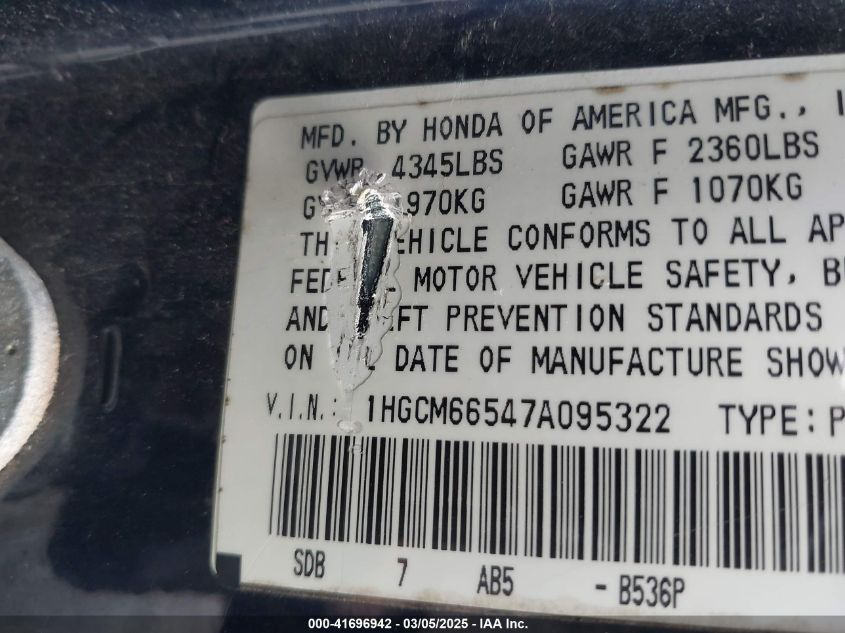 MFD. BY HONDA OF AMERICA MFG., I
4345LBS GAWR F 2360LBS
970KG GAWR F 1070KG
VEHICLE CONFORMS TO ALL AP
MOTOR VEHICLE SAFETY, BU
PREVENTION STANDARDS
ON DATE OF MANUFACTURE SHOW
V.I.N.: 1HGCM66547A095322 TYPE: P
SDB 7 AB5 - B536P
000-41696942 - 03/05/2025 - IAA Inc.